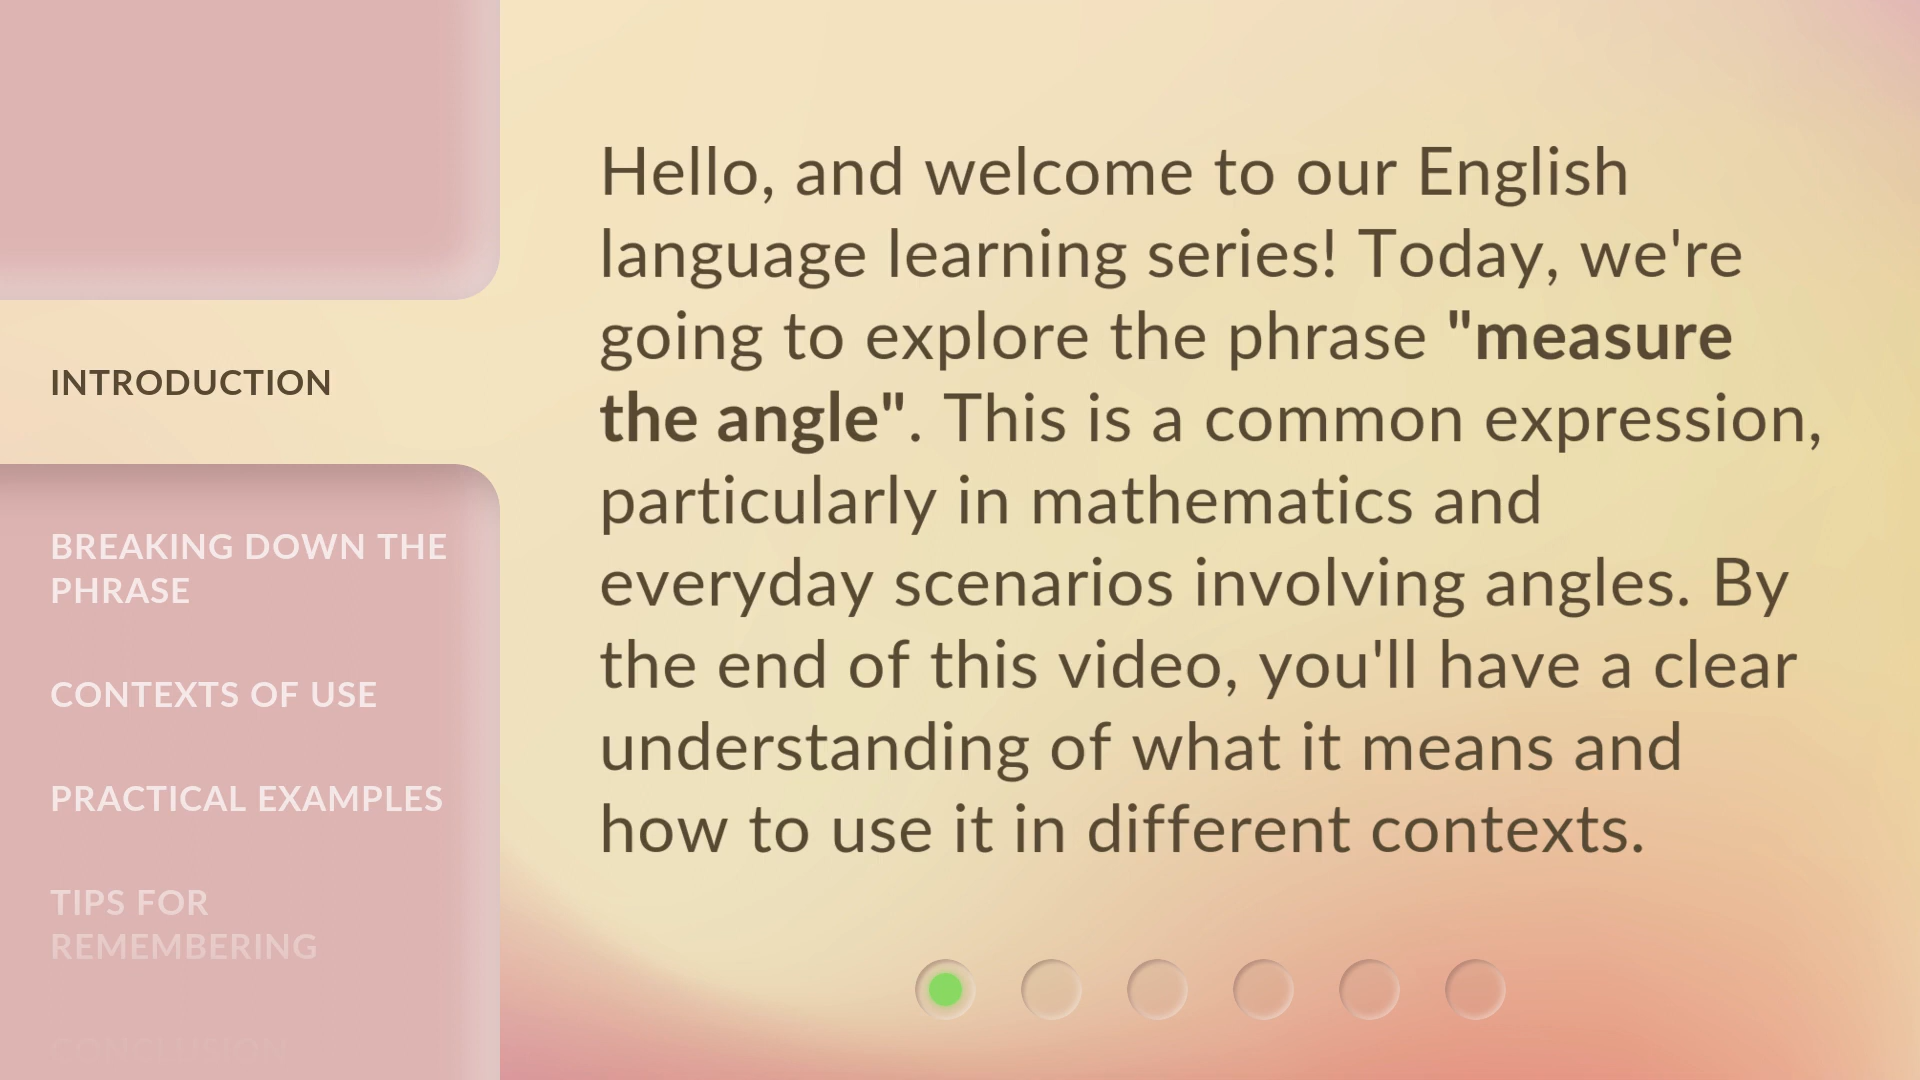 INTRODUCTION
BREAKING DOWN THE
PHRASE
CONTEXTS OF USE
PRACTICAL EXAMPLES
TIPS FOR
REMEMBERING
CONCLUSION
Hello, and welcome to our English
language learning series! Today, we're
going to explore the phrase "measure
the angle". This is a common expression,
particularly in mathematics and
everyday scenarios involving angles. By
the end of this video, you'll have a clear
understanding of what it means and
how to use it in different contexts.